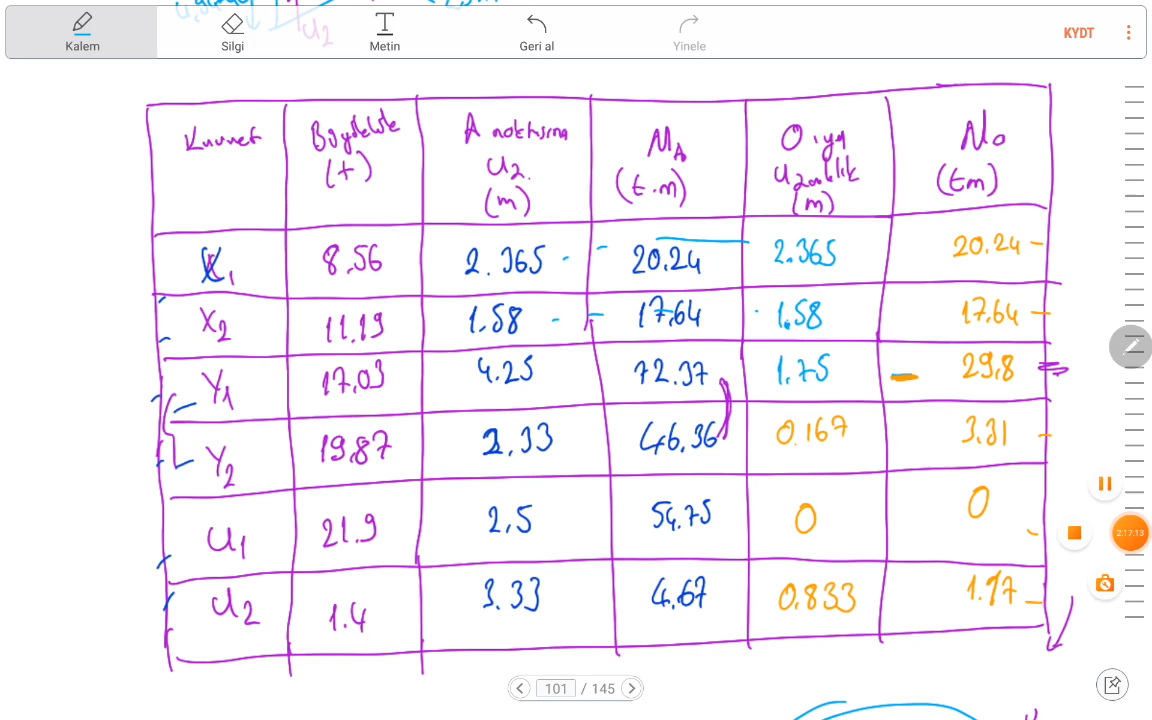 Kalem
Silgi
Metin
Geri al
Yinele
KYDT
Kuvvet
Büyüklük
(t)
A noktasına
uz.
(m)
MA
(t.m)
O'ya
uzaklık
(m)
Mo
(tm)
X1 8.56 2.365 20.24 2.365 20.24
X2 11.19 1.58 17.64 1.58 17.64
Y1 17.03 4.25 72.37 1.75 - 29.8
Y2 19.87 2.33 46.36 0.167 3.31
U1 21.9 2.5 54.75 0 0
U2 1.4 3.33 4.67 0.833 1.17
2:17:13
101 / 145